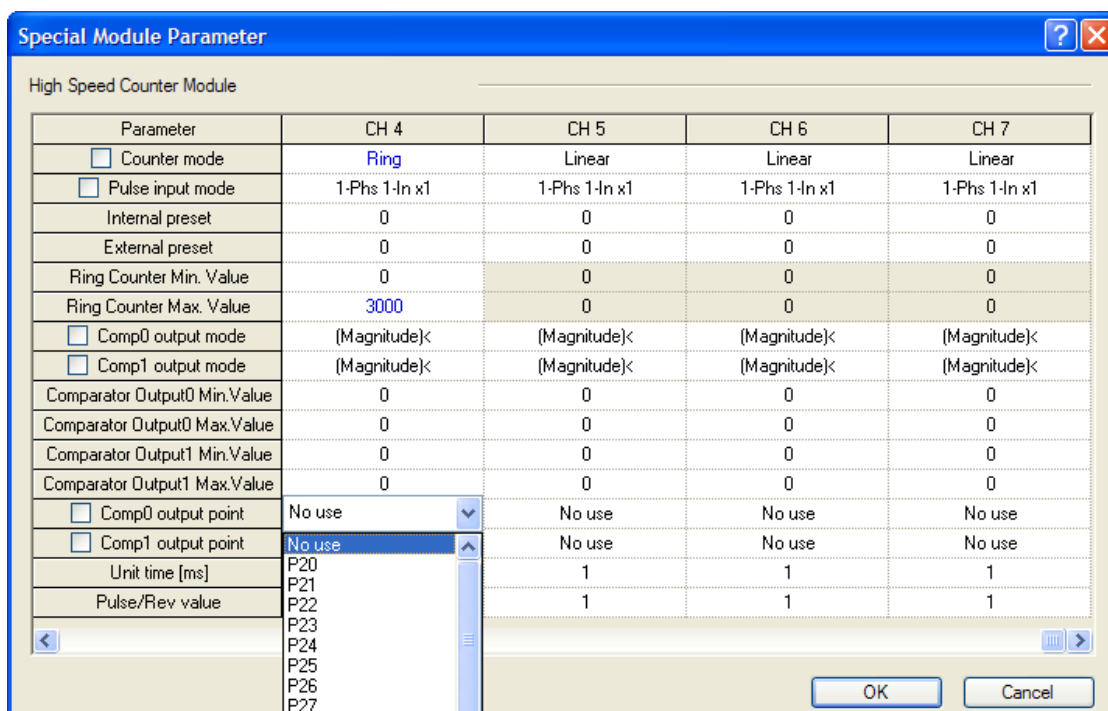 Special Module Parameter
High Speed Counter Module
Parameter CH 4 CH 5 CH 6 CH 7
Counter mode Ring Linear Linear Linear
Pulse input mode 1-Phs 1-In x1 1-Phs 1-In x1 1-Phs 1-In x1 1-Phs 1-In x1
Internal preset 0 0 0 0
External preset 0 0 0 0
Ring Counter Min. Value 0 0 0 0
Ring Counter Max. Value 3000 0 0 0
Comp0 output mode (Magnitude)< (Magnitude)< (Magnitude)< (Magnitude)<
Comp1 output mode (Magnitude)< (Magnitude)< (Magnitude)< (Magnitude)<
Comparator Output0 Min.Value 0 0 0 0
Comparator Output0 Max.Value 0 0 0 0
Comparator Output1 Min.Value 0 0 0 0
Comparator Output1 Max.Value 0 0 0 0
Comp0 output point No use No use No use No use
Comp1 output point No use No use No use No use
Unit time [ms] P20 1 1 1
P21
Pulse/Rev value P22 1 1 1
P23
P24
P25
P26
P27
OK Cancel